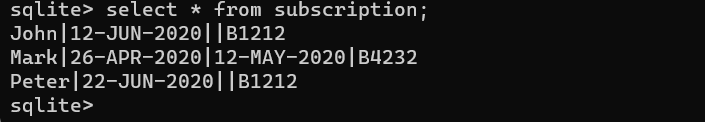 sqlite> select * from subscription;
John|12-JUN-2020||B1212
Mark|26-APR-2020|12-MAY-2020|B4232
Peter|22-JUN-2020||B1212
sqlite>